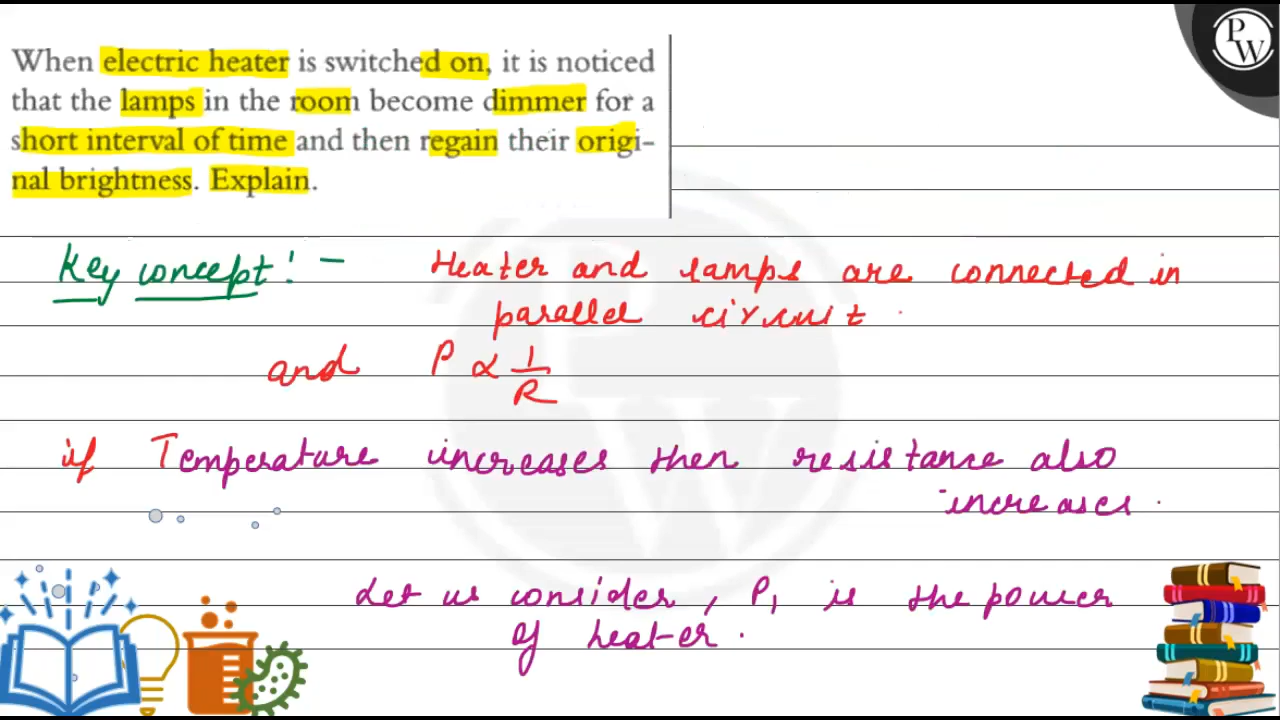 When electric heater is switched on, it is noticed
that the lamps in the room become dimmer for a
short interval of time and then regain their origi-
nal brightness. Explain.
P
W
Key concept! - Heater and lamps are connected in
parallel circuit.
and P ∝ 1/R
if Temperature increases then resistance also
increases.
Let us consider, P₁ is the power
of heater.